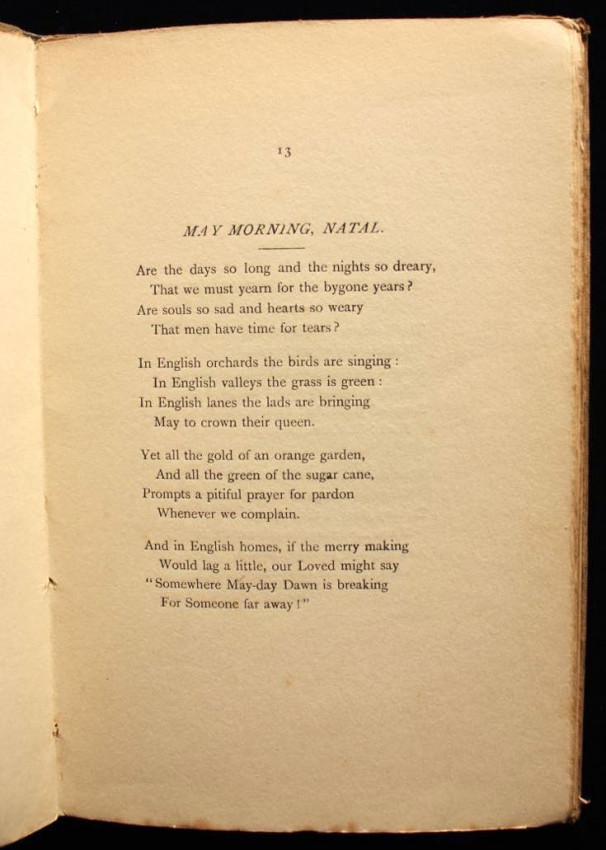 13
MAY MORNING, NATAL.
Are the days so long and the nights so dreary,
That we must yearn for the bygone years?
Are souls so sad and hearts so weary
That men have time for tears?
In English orchards the birds are singing:
In English valleys the grass is green:
In English lanes the lads are bringing
May to crown their queen.
Yet all the gold of an orange garden,
And all the green of the sugar cane,
Prompts a pitiful prayer for pardon
Whenever we complain.
And in English homes, if the merry making
Would lag a little, our Loved might say
"Somewhere May-day Dawn is breaking
For Someone far away!"